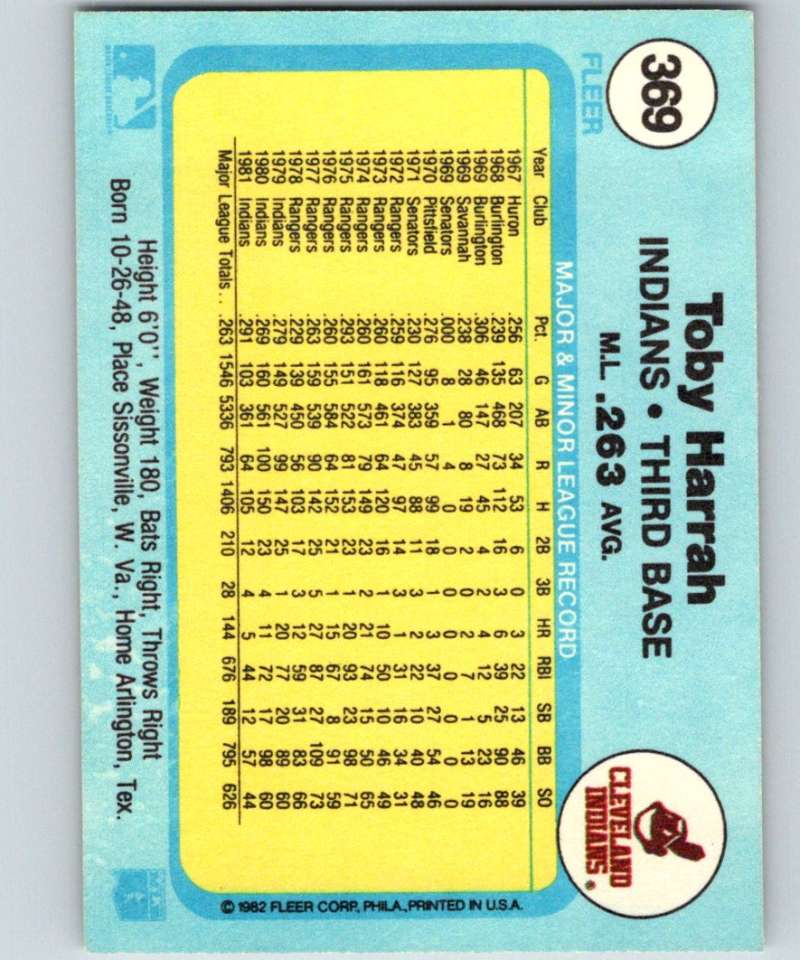 369
FLEER
Toby Harrah
INDIANS • THIRD BASE
M.L. .263 AVG.
CLEVELAND
INDIANS ®
MAJOR & MINOR LEAGUE RECORD
Year Club Pct. G AB R H 2B 3B HR RBI SB BB SO
1967 Huron .256 63 207 34 53 6 0 3 22 13 46 39
1968 Burlington .239 135 468 73 112 16 3 6 39 25 90 88
1969 Burlington .306 46 147 27 45 4 2 4 12 5 23 16
1969 Savannah .238 28 80 8 19 2 0 2 7 1 13 19
1969 Senators .000 8 1 4 0 0 0 0 0 0 0 0
1970 Pittsfield .276 95 359 57 99 18 1 3 37 27 54 46
1971 Senators .230 127 383 45 88 11 3 2 22 10 40 48
1972 Rangers .259 116 374 47 97 14 3 1 31 16 34 31
1973 Rangers .260 118 461 64 120 16 1 10 50 10 46 49
1974 Rangers .260 161 573 79 149 23 2 21 74 15 50 65
1975 Rangers .293 151 522 81 153 23 1 20 93 23 98 71
1976 Rangers .260 155 584 64 152 21 1 15 67 8 91 59
1977 Rangers .263 159 539 90 142 25 5 27 87 27 109 73
1978 Rangers .229 139 450 56 103 17 3 12 59 31 83 66
1979 Indians .279 149 527 99 147 25 1 20 77 20 89 60
1980 Indians .269 160 561 100 150 23 4 11 72 17 98 60
1981 Indians .291 103 361 64 105 12 4 5 44 12 57 44
Major League Totals . . .263 1546 5336 793 1406 210 28 144 676 189 795 626
© 1982 FLEER CORP., PHILA., PRINTED IN U.S.A.
Height 6'0'', Weight 180, Bats Right, Throws Right
Born 10-26-48, Place Sissonville, W. Va., Home Arlington, Tex.